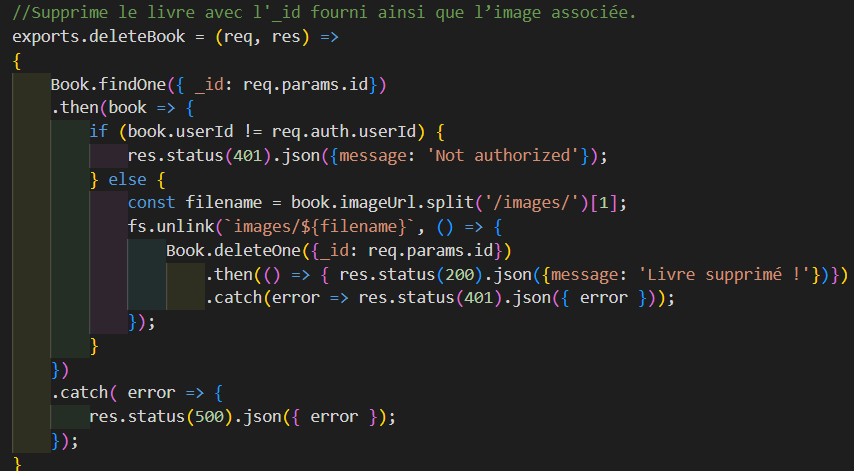 //Supprime le livre avec l'_id fourni ainsi que l’image associée.
exports.deleteBook = (req, res) =>
{
    Book.findOne({ _id: req.params.id})
    .then(book => {
        if (book.userId != req.auth.userId) {
            res.status(401).json({message: 'Not authorized'});
        } else {
            const filename = book.imageUrl.split('/images/')[1];
            fs.unlink(`images/${filename}`, () => {
                Book.deleteOne({_id: req.params.id})
                    .then(() => { res.status(200).json({message: 'Livre supprimé !'})})
                    .catch(error => res.status(401).json({ error }));
            });
        }
    })
    .catch( error => {
        res.status(500).json({ error });
    });
}